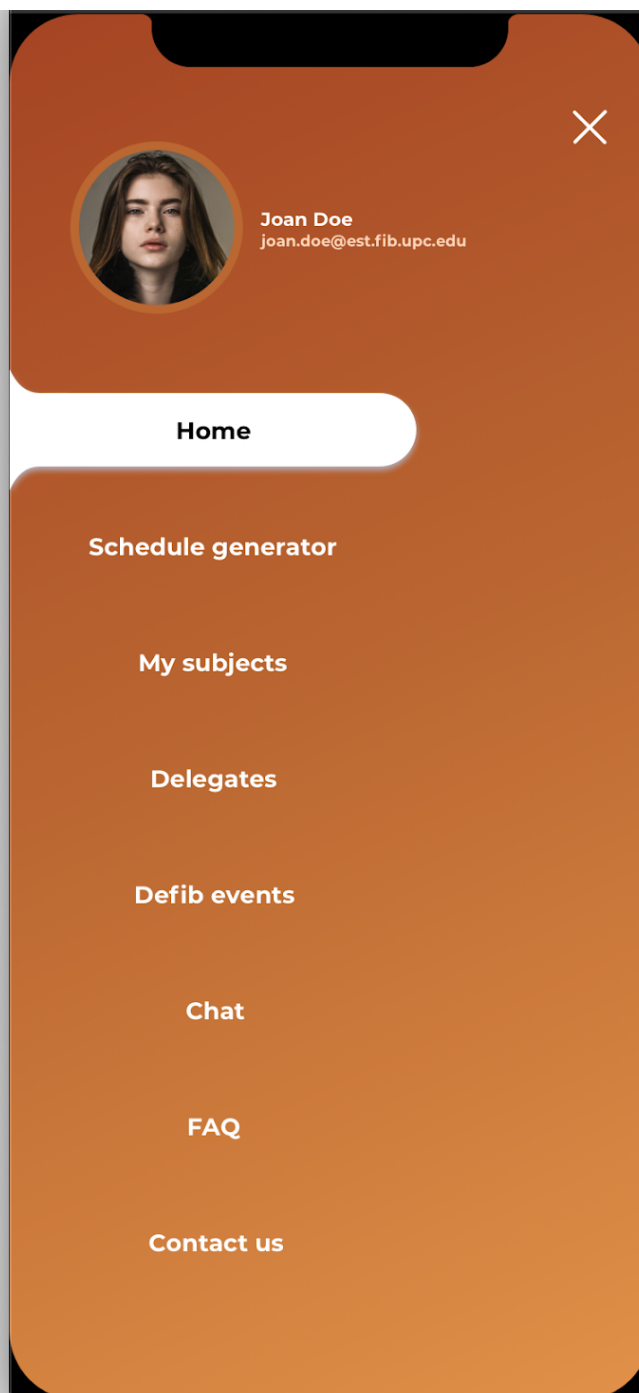 Joan Doe
joan.doe@est.fib.upc.edu
Home
Schedule generator
My subjects
Delegates
Defib events
Chat
FAQ
Contact us